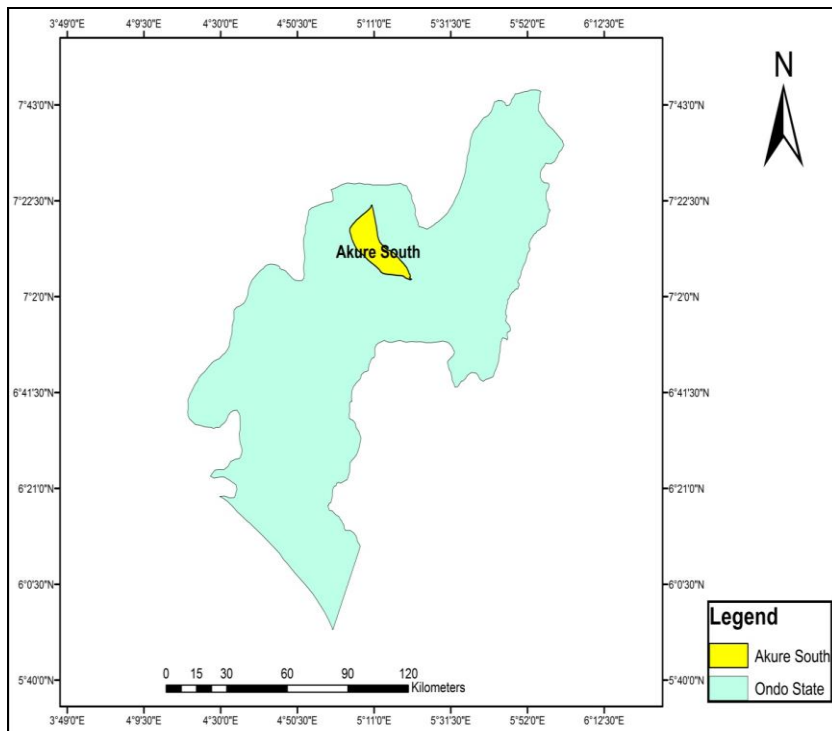 3°49'0"E 4°9'30"E 4°30'0"E 4°50'30"E 5°11'0"E 5°31'30"E 5°52'0"E 6°12'30"E
N
7°43'0"N 7°43'0"N
7°22'30"N 7°22'30"N
Akure South
7°2'0"N 7°2'0"N
6°41'30"N 6°41'30"N
6°21'0"N 6°21'0"N
6°0'30"N 6°0'30"N
Legend
Akure South
Ondo State
0 15 30 60 90 120
Kilometers
5°40'0"N 5°40'0"N
3°49'0"E 4°9'30"E 4°30'0"E 4°50'30"E 5°11'0"E 5°31'30"E 5°52'0"E 6°12'30"E